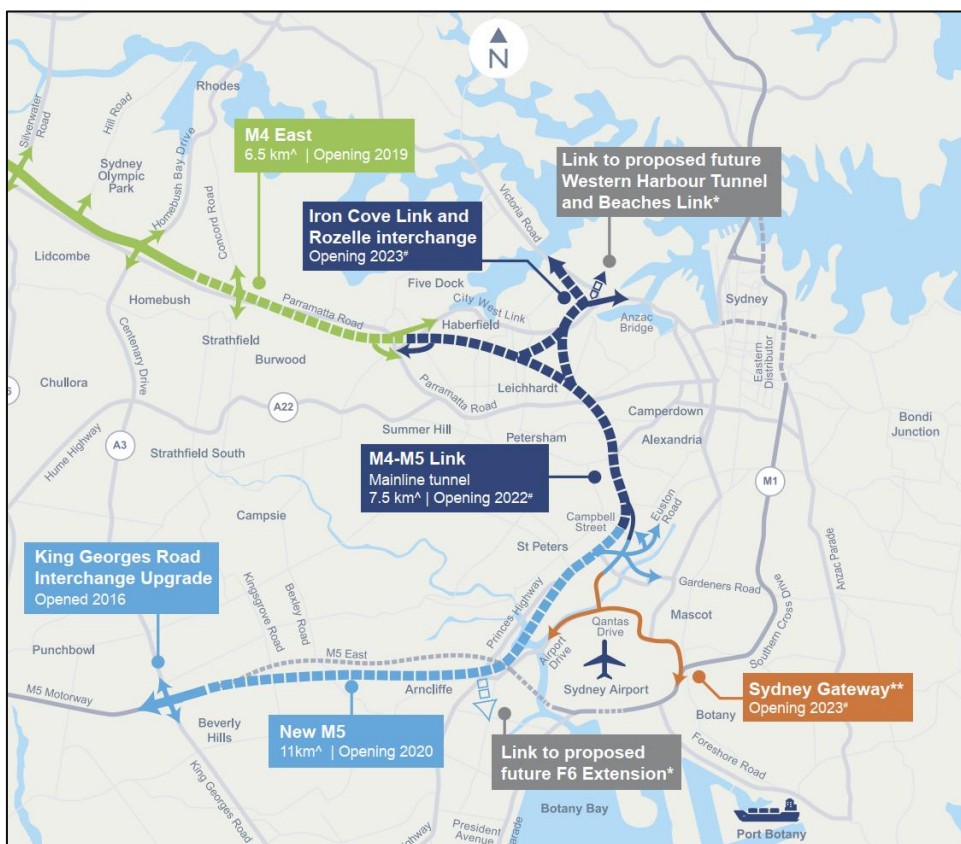 N
Silverwater
Road
Hill Road
Rhodes
Homebush Bay Drive
Sydney
Olympic
Park
M4 East
6.5 km^ | Opening 2019
Concord Road
Link to proposed future
Western Harbour Tunnel
and Beaches Link*
Victoria Road
Iron Cove Link and
Rozelle interchange
Opening 2023#
Lidcombe
Homebush
Parramatta Road
Five Dock
City West Link
Haberfield
Anzac
Bridge
Sydney
Eastern
Distributor
Strathfield
Burwood
Centenary Drive
Chullora
A22
Parramatta Road
Leichhardt
Camperdown
Bondi
Junction
Summer Hill
Petersham
Alexandria
Hume Highway
A3
Strathfield South
M4-M5 Link
Mainline tunnel
7.5 km^ | Opening 2022#
M1
Campsie
Campbell
Street
Euston
Road
St Peters
King Georges Road
Interchange Upgrade
Opened 2016
Kingsgrove Road
Bexley Road
Princes Highway
Gardeners Road
Mascot
Anzac Parade
Southern Cross Drive
Qantas
Drive
Airport
Drive
Punchbowl
M5 East
M5 Motorway
Arncliffe
Sydney Airport
Sydney Gateway**
Opening 2023#
Botany
Beverly
Hills
New M5
11km^ | Opening 2020
Link to proposed
future F6 Extension*
Foreshore Road
King Georges Road
Botany Bay
President
Avenue
Highway
Port Botany